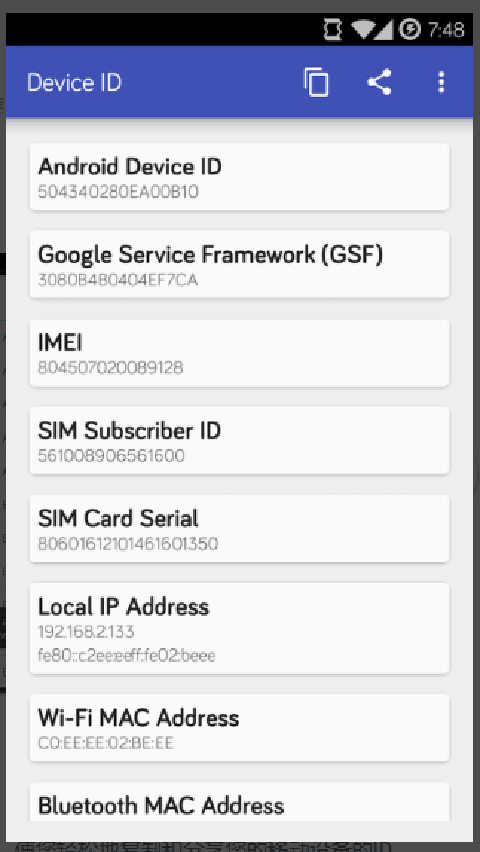 7:48
Device ID
Android Device ID
504340280EA00B10
Google Service Framework (GSF)
3080B4B0404EF7CA
IMEI
804507020089128
SIM Subscriber ID
561008906561600
SIM Card Serial
80601612101461601350
Local IP Address
192.168.2.133
fe80::c2ee:eeff:fe02:beee
Wi-Fi MAC Address
C0:EE:EE:02:BE:EE
Bluetooth MAC Address